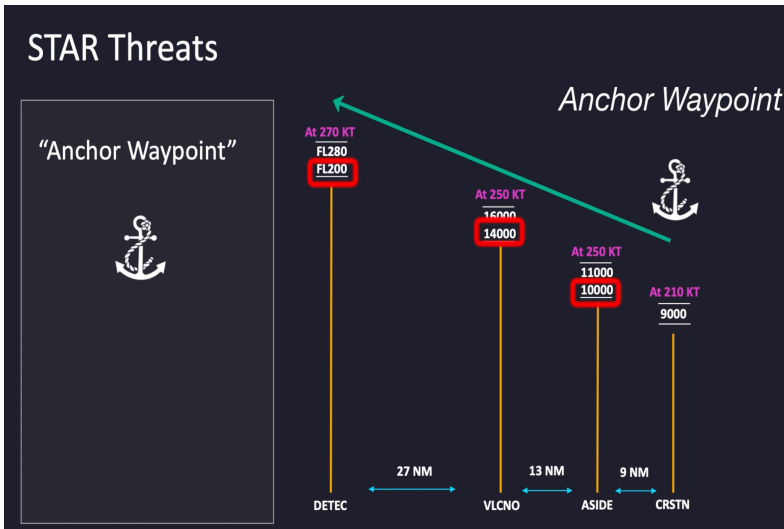 STAR Threats
Anchor Waypoint
“Anchor Waypoint”
At 270 KT
FL280
FL200
At 250 KT
16000
14000
At 250 KT
11000
10000
At 210 KT
9000
27 NM
13 NM
9 NM
DETEC
VLCNO
ASIDE
CRSTN